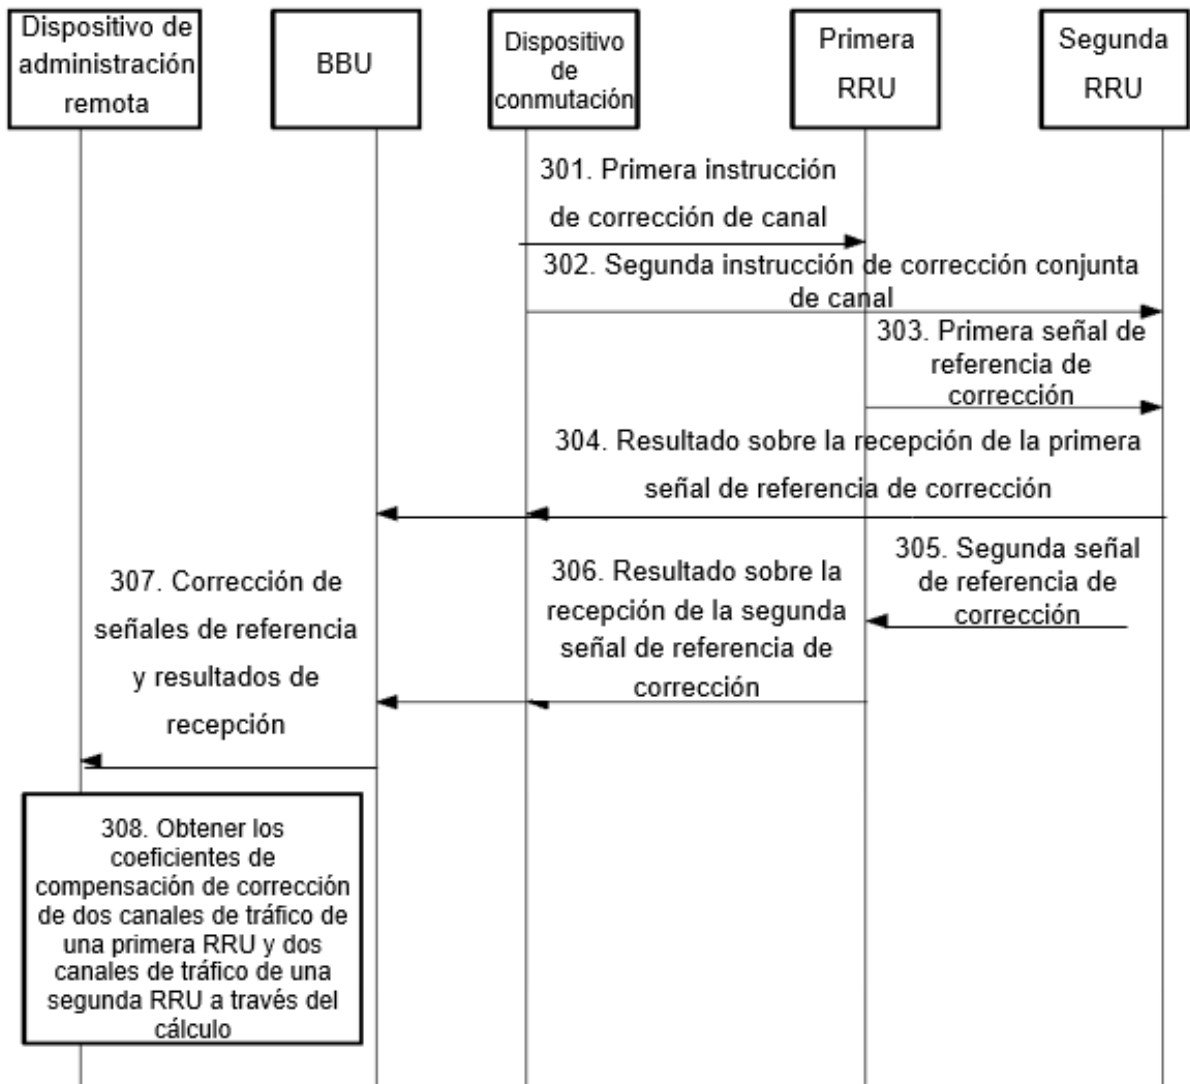 Dispositivo de
administración
remota
BBU
Dispositivo
de
conmutación
Primera
RRU
Segunda
RRU
301. Primera instrucción
de corrección de canal
302. Segunda instrucción de corrección conjunta
de canal
303. Primera señal de
referencia de
corrección
304. Resultado sobre la recepción de la primera
señal de referencia de corrección
305. Segunda señal
de referencia de
corrección
306. Resultado sobre la
recepción de la segunda
señal de referencia de
corrección
307. Corrección de
señales de referencia
y resultados de
recepción
308. Obtener los
coeficientes de
compensación de corrección
de dos canales de tráfico de
una primera RRU y dos
canales de tráfico de una
segunda RRU a través del
cálculo